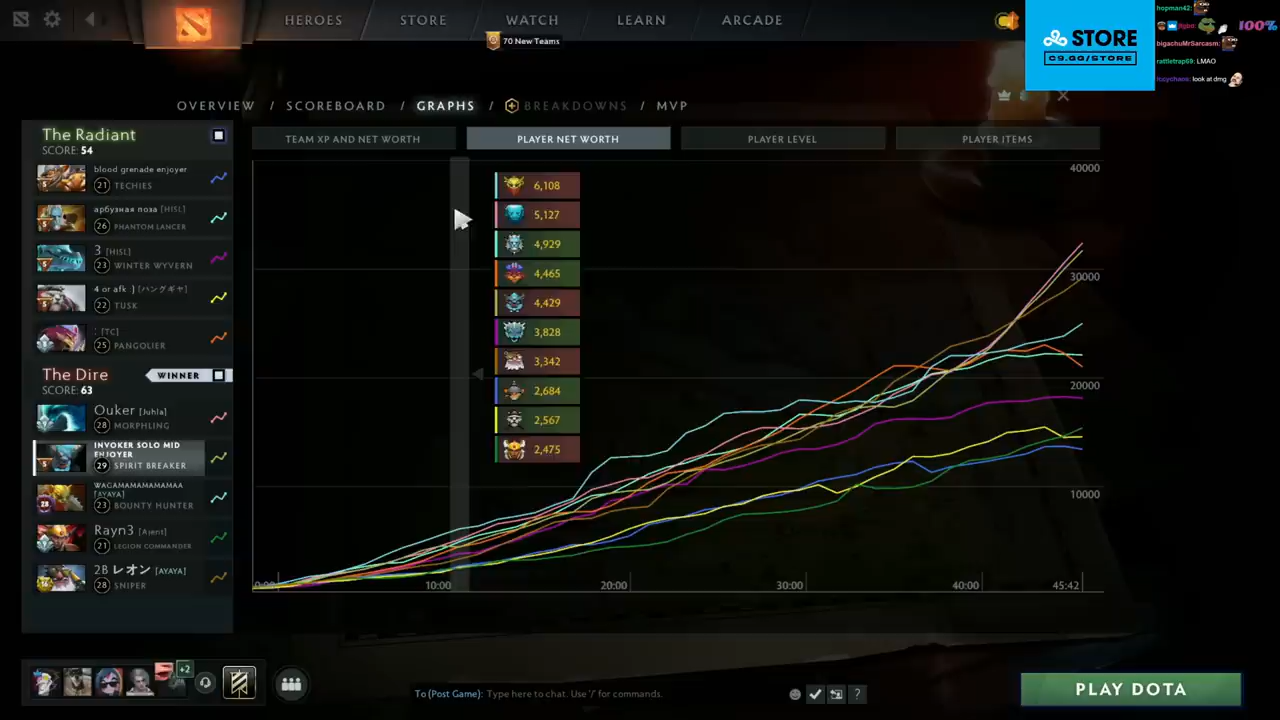 HEROES
STORE
WATCH
LEARN
ARCADE
70 New Teams
STORE
C9.GG/STORE
hopman42:
100%
bigachuMrSarcasm:
rattletrap69: LMAO
look at dmg
OVERVIEW / SCOREBOARD / GRAPHS / BREAKDOWNS / MVP
The Radiant
SCORE: 54
blood grenade enjoyer
21 TECHIES
арбузная поза [HISL]
26 PHANTOM LANCER
3 [HISL]
23 WINTER WYVERN
4 or afk :) [パングギヤ]
22 TUSK
: [TC]
25 PANGOLIER
The Dire
WINNER
SCORE: 63
Ouker [Juhla]
28 MORPHLING
INVOKER SOLO MID
ENJOYER
29 SPIRIT BREAKER
WAGAMAMAMAMAAA
[AYAYA]
23 BOUNTY HUNTER
Rayn3 [Ajent]
21 LEGION COMMANDER
2B レオン [AYAYA]
28 SNIPER
TEAM XP AND NET WORTH
PLAYER NET WORTH
PLAYER LEVEL
PLAYER ITEMS
6,108
5,127
4,929
4,465
4,429
3,828
3,342
2,684
2,567
2,475
40000
30000
20000
10000
0:00
10:00
20:00
30:00
40:00
45:42
+2
To (Post Game): Type here to chat. Use '/' for commands.
?
PLAY DOTA